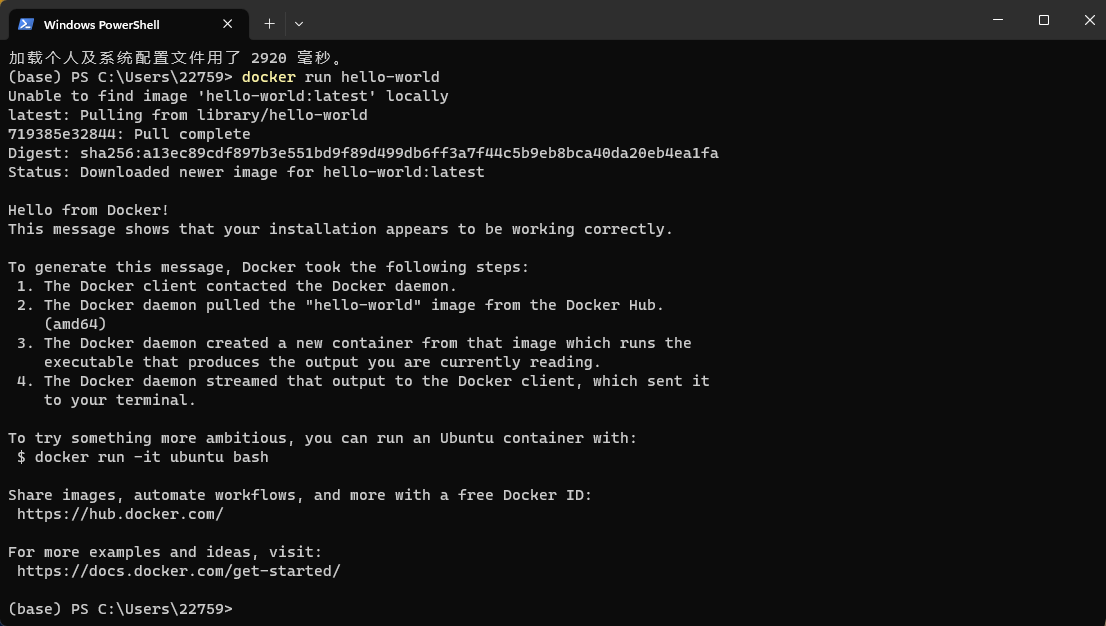 Windows PowerShell
加载个人及系统配置文件用了 2920 毫秒。
(base) PS C:\Users\22759> docker run hello-world
Unable to find image 'hello-world:latest' locally
latest: Pulling from library/hello-world
719385e32844: Pull complete
Digest: sha256:a13ec89cdf897b3e551bd9f89d499db6ff3a7f44c5b9eb8bca40da20eb4ea1fa
Status: Downloaded newer image for hello-world:latest

Hello from Docker!
This message shows that your installation appears to be working correctly.

To generate this message, Docker took the following steps:
 1. The Docker client contacted the Docker daemon.
 2. The Docker daemon pulled the "hello-world" image from the Docker Hub.
    (amd64)
 3. The Docker daemon created a new container from that image which runs the
    executable that produces the output you are currently reading.
 4. The Docker daemon streamed that output to the Docker client, which sent it
    to your terminal.

To try something more ambitious, you can run an Ubuntu container with:
 $ docker run -it ubuntu bash

Share images, automate workflows, and more with a free Docker ID:
 https://hub.docker.com/

For more examples and ideas, visit:
 https://docs.docker.com/get-started/

(base) PS C:\Users\22759>